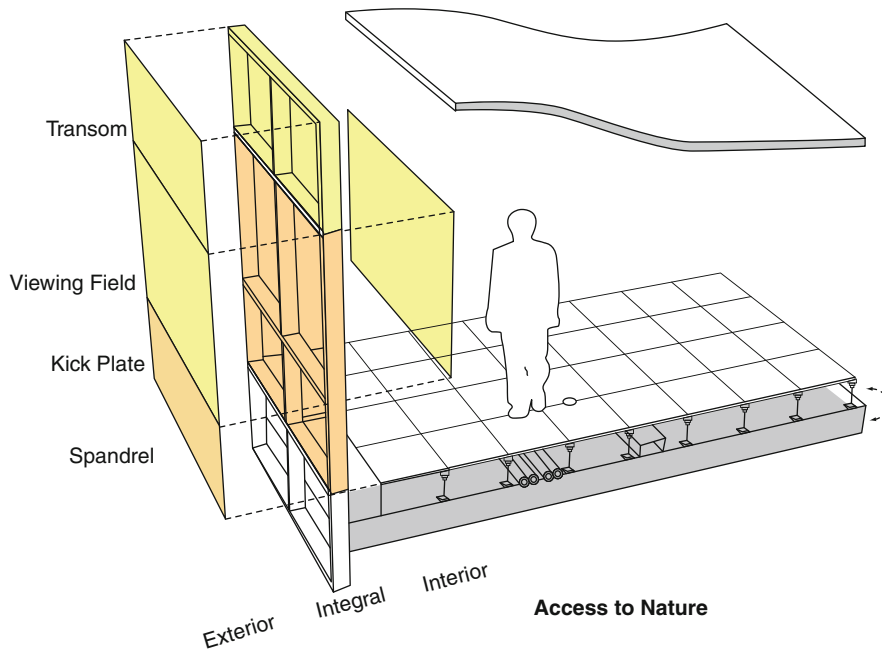 Transom
Viewing Field
Kick Plate
Spandrel
Exterior
Integral
Interior
Access to Nature